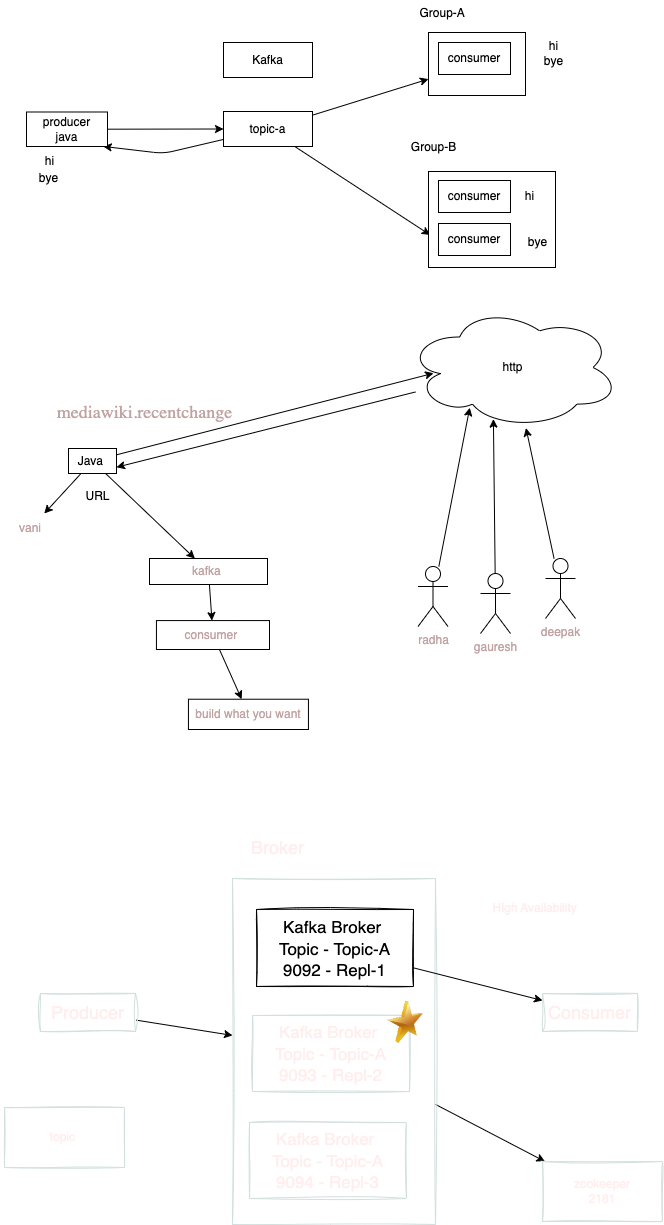 Group-A
Kafka
consumer
hi
bye
producer
java
topic-a
hi
bye
Group-B
consumer
hi
consumer
bye
http
mediawiki.recentchange
Java
URL
vani
kafka
consumer
build what you want
radha
gauresh
deepak
Broker
High Availability
Kafka Broker
Topic - Topic-A
9092 - Repl-1
Producer
Consumer
Kafka Broker
Topic - Topic-A
9093 - Repl-2
topic
Kafka Broker
Topic - Topic-A
9094 - Repl-3
zookeeper
2181